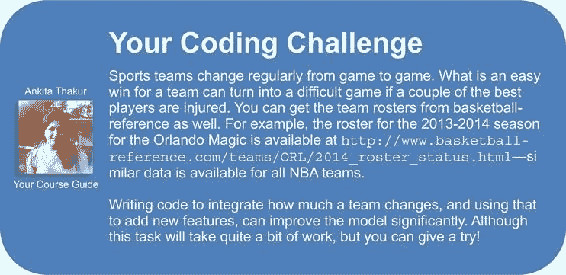 Your Coding Challenge
Sports teams change regularly from game to game. What is an easy
win for a team can turn into a difficult game if a couple of the best
players are injured. You can get the team rosters from basketball-
reference as well. For example, the roster for the 2013-2014 season
for the Orlando Magic is available at http://www.basketball-
reference.com/teams/CRL/2014_roster_status.html—si
milar data is available for all NBA teams.
Writing code to integrate how much a team changes, and using that
to add new features, can improve the model significantly. Although
this task will take quite a bit of work, but you can give a try!
Ankita Thakur
Your Course Guide